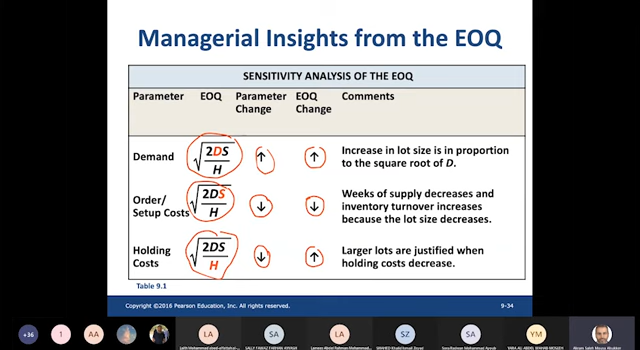 Managerial Insights from the EOQ
SENSITIVITY ANALYSIS OF THE EOQ
Parameter EOQ Parameter Change EOQ Change Comments
Demand √(2DS/H) ↑ ↑ Increase in lot size is in proportion
to the square root of D.
Order/
Setup Costs √(2DS/H) ↓ ↓ Weeks of supply decreases and
inventory turnover increases
because the lot size decreases.
Holding
Costs √(2DS/H) ↓ ↑ Larger lots are justified when
holding costs decrease.
Table 9.1
Copyright ©2016 Pearson Education, Inc. All rights reserved.
9-34
+36 1 AA LA SA LA SZ SA YM